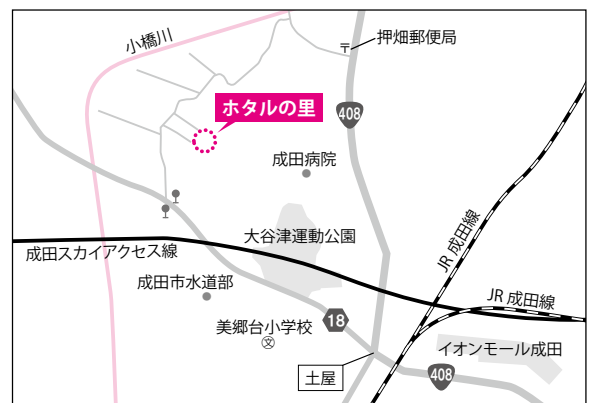 小橋川
〒
押畑郵便局
ホタルの里
408
成田病院
大谷津運動公園
JR 成田線
成田スカイアクセス線
成田市水道部
JR 成田線
18
美郷台小学校
文
イオンモール成田
土屋
408